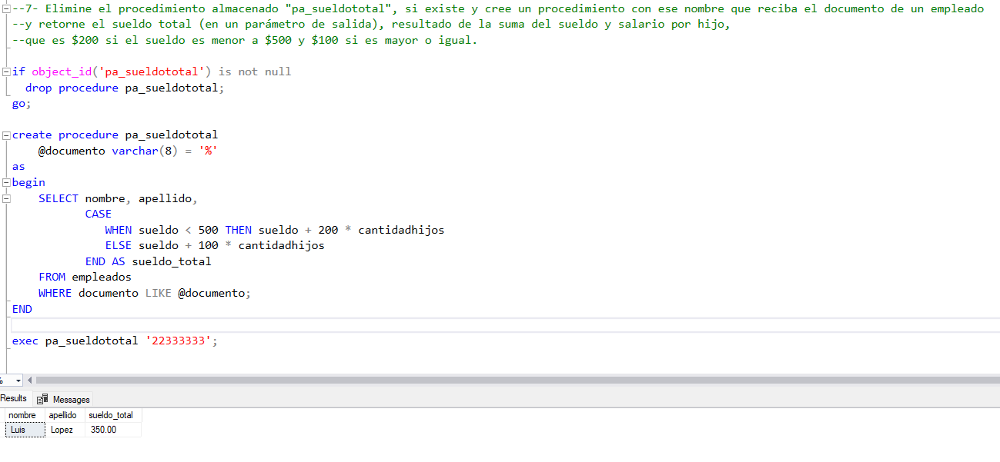 --7- Elimine el procedimiento almacenado "pa_sueldototal", si existe y cree un procedimiento con ese nombre que reciba el documento de un empleado
--y retorne el sueldo total (en un parámetro de salida), resultado de la suma del sueldo y salario por hijo,
--que es $200 si el sueldo es menor a $500 y $100 si es mayor o igual.
if object_id('pa_sueldototal') is not null
drop procedure pa_sueldototal;
go;
create procedure pa_sueldototal
@documento varchar(8) = '%'
as
begin
SELECT nombre, apellido,
CASE
WHEN sueldo < 500 THEN sueldo + 200 * cantidadhijos
ELSE sueldo + 100 * cantidadhijos
END AS sueldo_total
FROM empleados
WHERE documento LIKE @documento;
END
exec pa_sueldototal '22333333';
%
Results Messages
nombre apellido sueldo_total
Luis Lopez 350.00